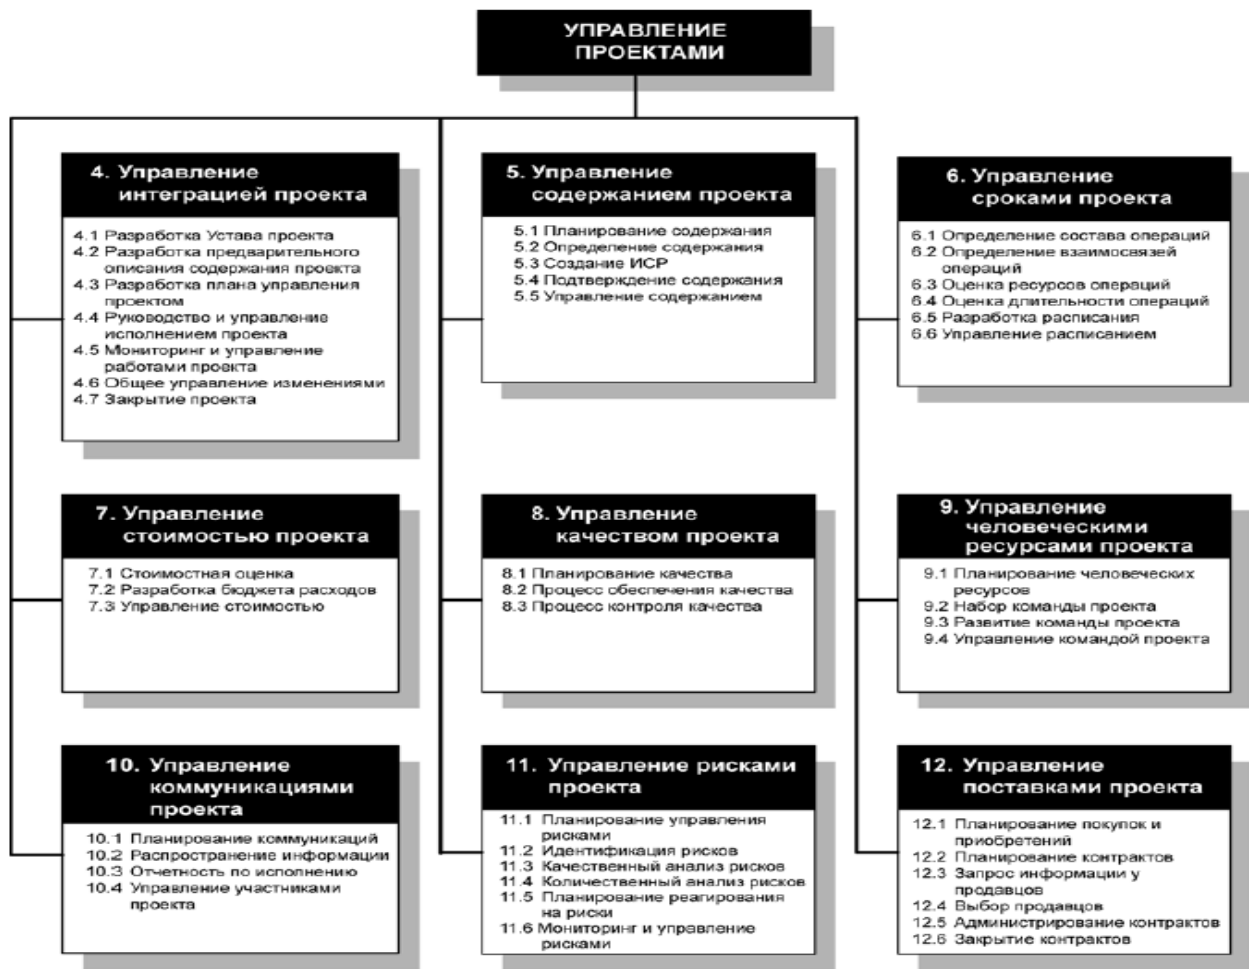 УПРАВЛЕНИЕ
ПРОЕКТАМИ
4. Управление
интеграцией проекта
4.1 Разработка Устава проекта
4.2 Разработка предварительного
описания содержания проекта
4.3 Разработка плана управления
проектом
4.4 Руководство и управление
исполнением проекта
4.5 Мониторинг и управление
работами проекта
4.6 Общее управление изменениями
4.7 Закрытие проекта
5. Управление
содержанием проекта
5.1 Планирование содержания
5.2 Определение содержания
5.3 Создание ИСР
5.4 Подтверждение содержания
5.5 Управление содержанием
6. Управление
сроками проекта
6.1 Определение состава операций
6.2 Определение взаимосвязей
операций
6.3 Оценка ресурсов операций
6.4 Оценка длительности операций
6.5 Разработка расписания
6.6 Управление расписанием
7. Управление
стоимостью проекта
7.1 Стоимостная оценка
7.2 Разработка бюджета расходов
7.3 Управление стоимостью
8. Управление
качеством проекта
8.1 Планирование качества
8.2 Процесс обеспечения качества
8.3 Процесс контроля качества
9. Управление
человеческими
ресурсами проекта
9.1 Планирование человеческих
ресурсов
9.2 Набор команды проекта
9.3 Развитие команды проекта
9.4 Управление командой проекта
10. Управление
коммуникациями
проекта
10.1 Планирование коммуникаций
10.2 Распространение информации
10.3 Отчетность по исполнению
10.4 Управление участниками
проекта
11. Управление рисками
проекта
11.1 Планирование управления
рисками
11.2 Идентификация рисков
11.3 Качественный анализ рисков
11.4 Количественный анализ рисков
11.5 Планирование реагирования
на риски
11.6 Мониторинг и управление
рисками
12. Управление
поставками проекта
12.1 Планирование покупок и
приобретений
12.2 Планирование контрактов
12.3 Запрос информации у
продавцов
12.4 Выбор продавцов
12.5 Администрирование контрактов
12.6 Закрытие контрактов